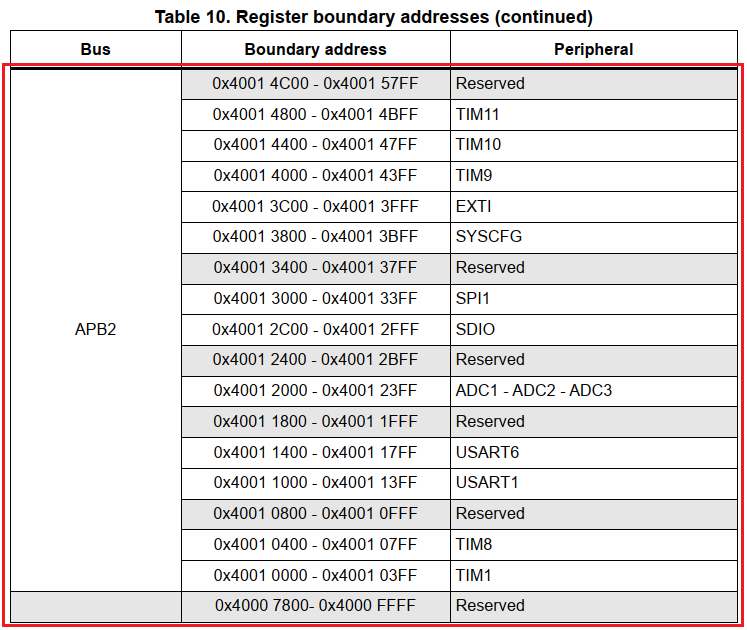 Table 10. Register boundary addresses (continued)
Bus Boundary address Peripheral
0x4001 4C00 - 0x4001 57FF Reserved
0x4001 4800 - 0x4001 4BFF TIM11
0x4001 4400 - 0x4001 47FF TIM10
0x4001 4000 - 0x4001 43FF TIM9
0x4001 3C00 - 0x4001 3FFF EXTI
0x4001 3800 - 0x4001 3BFF SYSCFG
0x4001 3400 - 0x4001 37FF Reserved
0x4001 3000 - 0x4001 33FF SPI1
APB2 0x4001 2C00 - 0x4001 2FFF SDIO
0x4001 2400 - 0x4001 2BFF Reserved
0x4001 2000 - 0x4001 23FF ADC1 - ADC2 - ADC3
0x4001 1800 - 0x4001 1FFF Reserved
0x4001 1400 - 0x4001 17FF USART6
0x4001 1000 - 0x4001 13FF USART1
0x4001 0800 - 0x4001 0FFF Reserved
0x4001 0400 - 0x4001 07FF TIM8
0x4001 0000 - 0x4001 03FF TIM1
0x4000 7800- 0x4000 FFFF Reserved